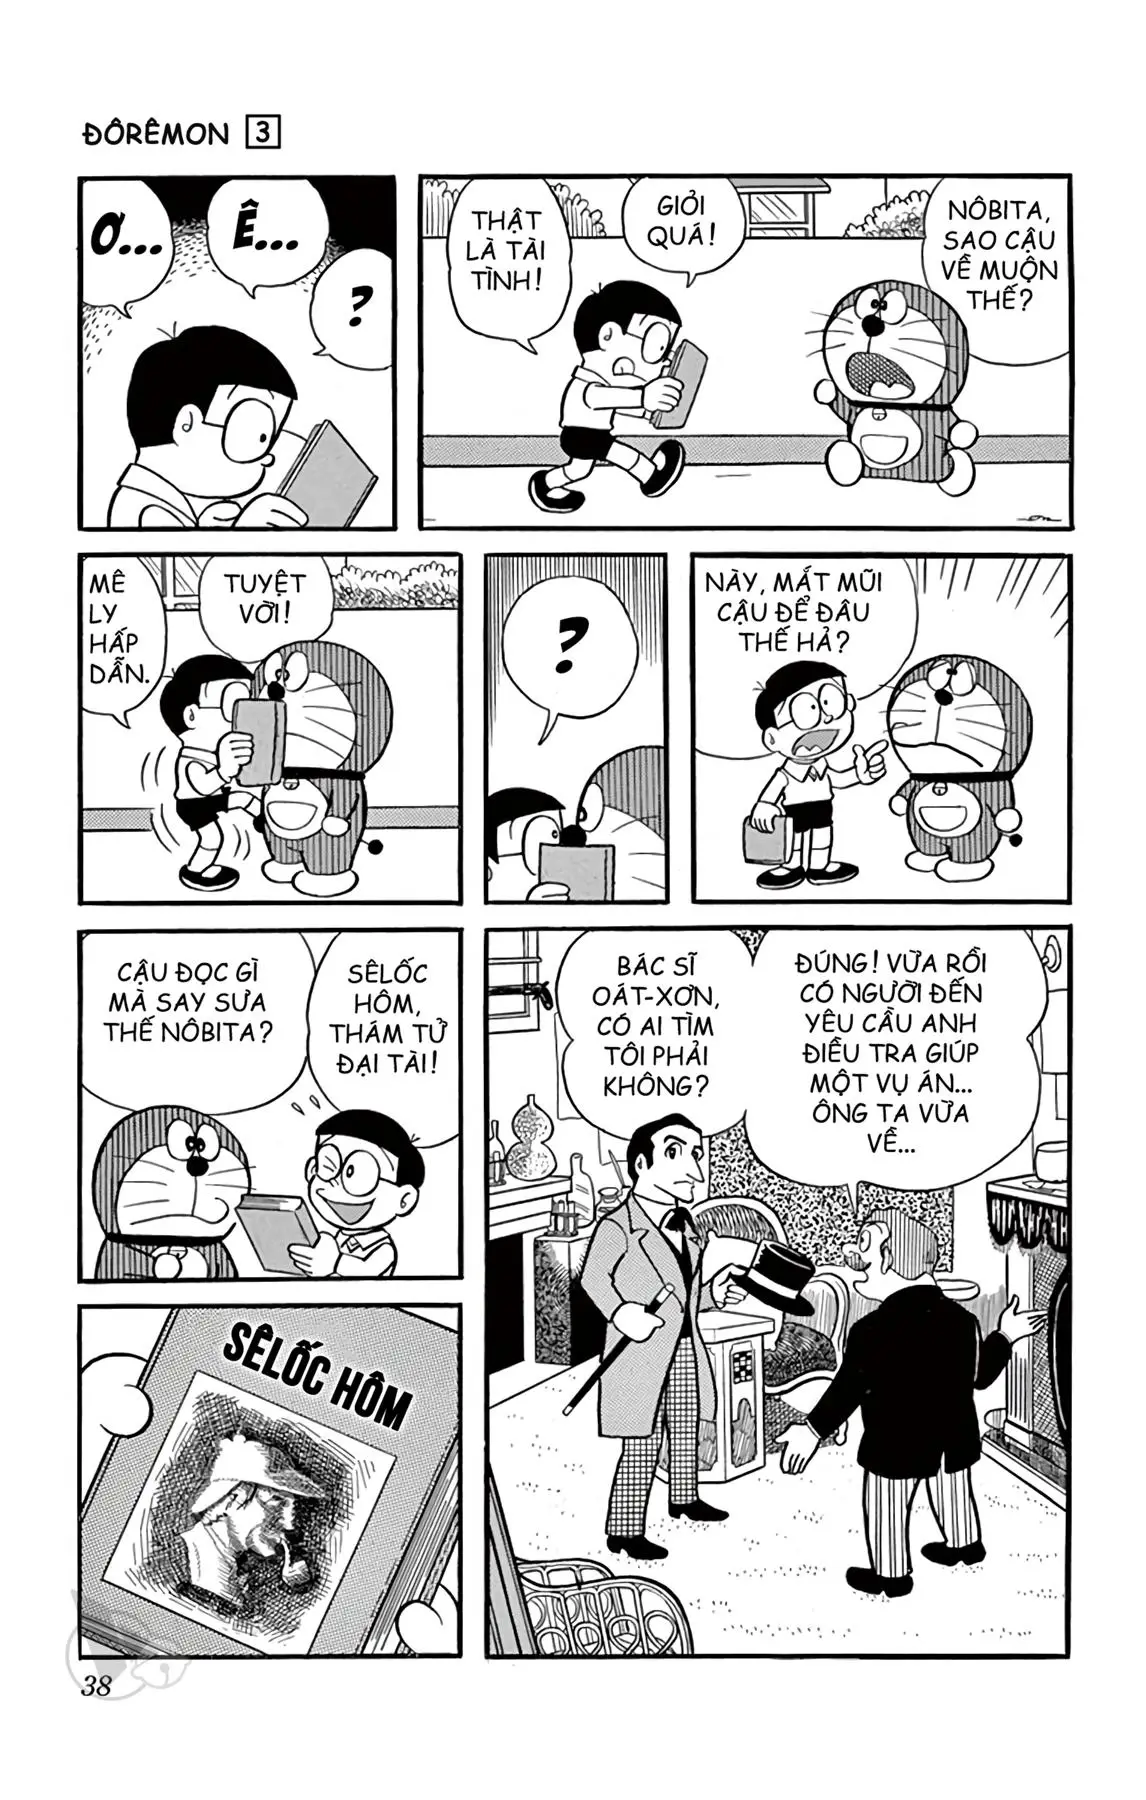 ĐÔRÊMON 3
Ơ...
Ê...
?
THẬT
LÀ TÀI
TÌNH!
GIỎI
QUÁ!
NÔBITA,
SAO CẬU
VỀ MUỘN
THẾ?
MÊ
LY
HẤP
DẪN.
TUYỆT
VỜI!
?
NÀY, MẮT MŨI
CẬU ĐỂ ĐÂU
THẾ HẢ?
CẬU ĐỌC GÌ
MÀ SAY SƯA
THẾ NÔBITA?
SÊLỐC
HÔM,
THÁM TỬ
ĐẠI TÀI!
SÊLỐC HÔM
BÁC SĨ
OÁT-XƠN,
CÓ AI TÌM
TÔI PHẢI
KHÔNG?
ĐÚNG! VỪA RỒI
CÓ NGƯỜI ĐẾN
YÊU CẦU ANH
ĐIỀU TRA GIÚP
MỘT VỤ ÁN...
ÔNG TA VỪA
VỀ...
38